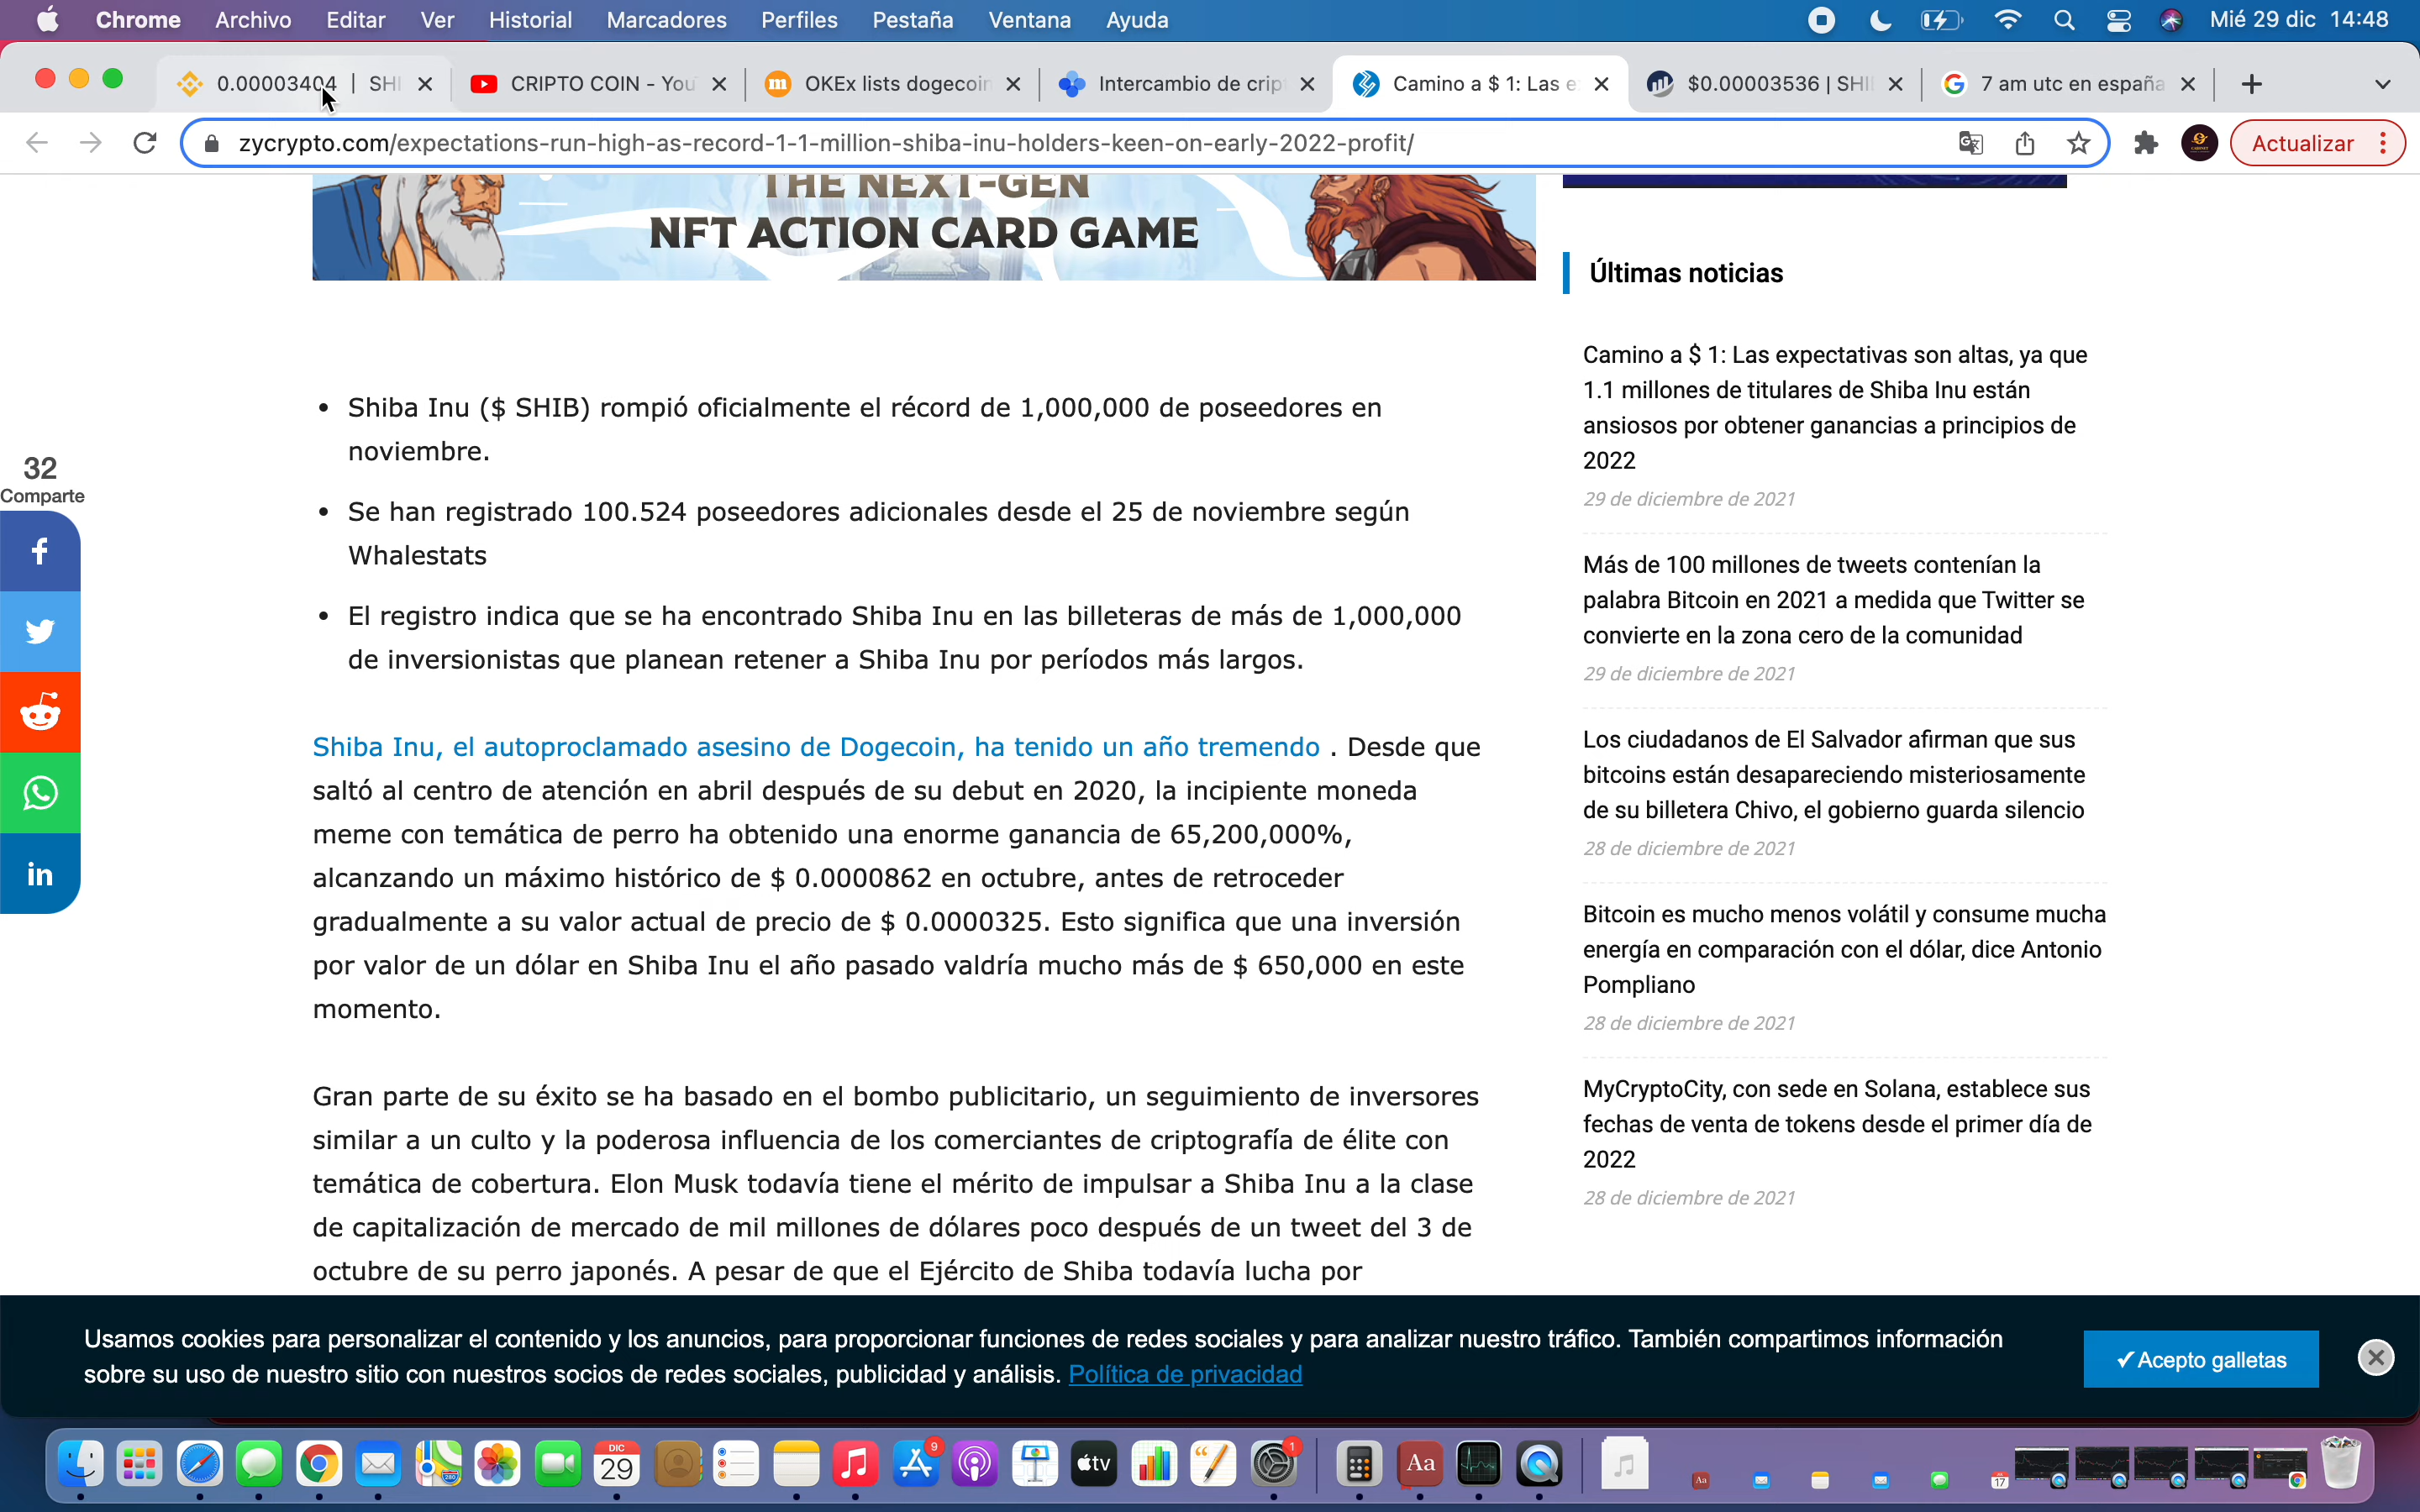 Chrome Archivo Editar Ver Historial Marcadores Perfiles Pestaña Ventana Ayuda Mié 29 dic 14:48
0.00003404 | SHI CRIPTO COIN - You OKEx lists dogecoin Intercambio de crip Camino a $ 1: Las e $0.00003536 | SHI 7 am utc en españa
zycrypto.com/expectations-run-high-as-record-1-1-million-shiba-inu-holders-keen-on-early-2022-profit/ Actualizar
THE NEXT-GEN
NFT ACTION CARD GAME
32
Comparte
• Shiba Inu ($ SHIB) rompió oficialmente el récord de 1,000,000 de poseedores en
noviembre.
• Se han registrado 100.524 poseedores adicionales desde el 25 de noviembre según
Whalestats
• El registro indica que se ha encontrado Shiba Inu en las billeteras de más de 1,000,000
de inversionistas que planean retener a Shiba Inu por períodos más largos.
Shiba Inu, el autoproclamado asesino de Dogecoin, ha tenido un año tremendo . Desde que
saltó al centro de atención en abril después de su debut en 2020, la incipiente moneda
meme con temática de perro ha obtenido una enorme ganancia de 65,200,000%,
alcanzando un máximo histórico de $ 0.0000862 en octubre, antes de retroceder
gradualmente a su valor actual de precio de $ 0.0000325. Esto significa que una inversión
por valor de un dólar en Shiba Inu el año pasado valdría mucho más de $ 650,000 en este
momento.
Gran parte de su éxito se ha basado en el bombo publicitario, un seguimiento de inversores
similar a un culto y la poderosa influencia de los comerciantes de criptografía de élite con
temática de cobertura. Elon Musk todavía tiene el mérito de impulsar a Shiba Inu a la clase
de capitalización de mercado de mil millones de dólares poco después de un tweet del 3 de
octubre de su perro japonés. A pesar de que el Ejército de Shiba todavía lucha por
Últimas noticias
Camino a $ 1: Las expectativas son altas, ya que
1.1 millones de titulares de Shiba Inu están
ansiosos por obtener ganancias a principios de
2022
29 de diciembre de 2021
Más de 100 millones de tweets contenían la
palabra Bitcoin en 2021 a medida que Twitter se
convierte en la zona cero de la comunidad
29 de diciembre de 2021
Los ciudadanos de El Salvador afirman que sus
bitcoins están desapareciendo misteriosamente
de su billetera Chivo, el gobierno guarda silencio
28 de diciembre de 2021
Bitcoin es mucho menos volátil y consume mucha
energía en comparación con el dólar, dice Antonio
Pompliano
28 de diciembre de 2021
MyCryptoCity, con sede en Solana, establece sus
fechas de venta de tokens desde el primer día de
2022
28 de diciembre de 2021
Usamos cookies para personalizar el contenido y los anuncios, para proporcionar funciones de redes sociales y para analizar nuestro tráfico. También compartimos información
sobre su uso de nuestro sitio con nuestros socios de redes sociales, publicidad y análisis. Política de privacidad
✓Acepto galletas
DIC
29
9
tv
1
Aa
17